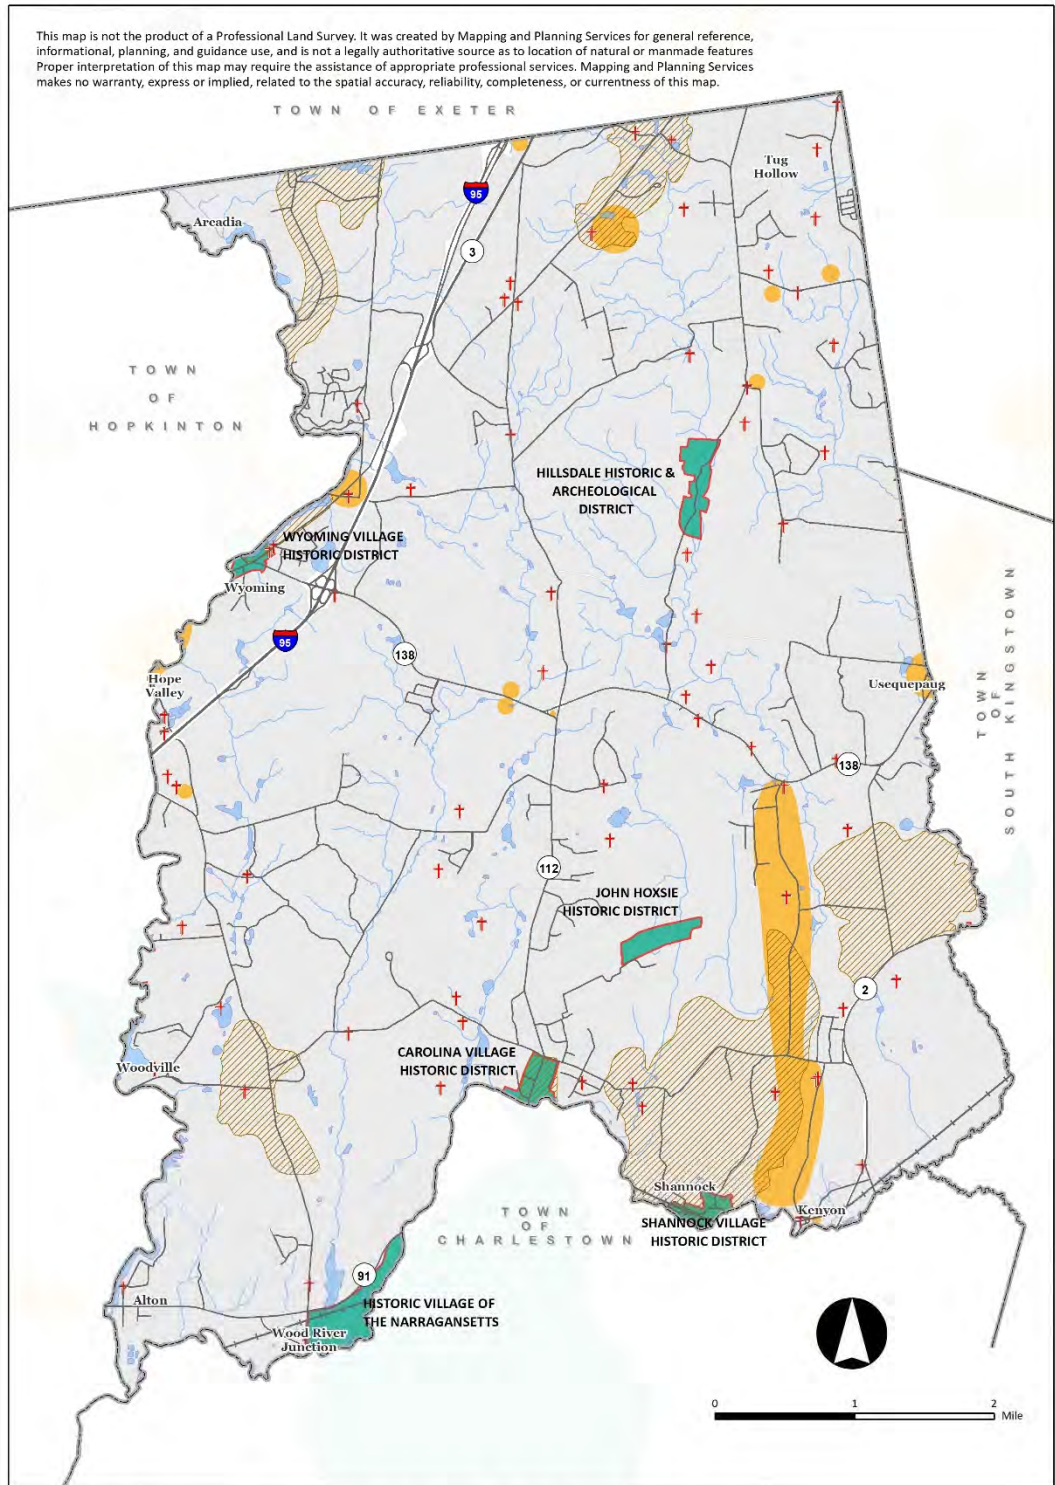 This map is not the product of a Professional Land Survey. It was created by Mapping and Planning Services for general reference,
informational, planning, and guidance use, and is not a legally authoritative source as to location of natural or manmade features
Proper interpretation of this map may require the assistance of appropriate professional services. Mapping and Planning Services
makes no warranty, express or implied, related to the spatial accuracy, reliability, completeness, or currentness of this map.
TOWN OF EXETER
Tug
Hollow
95
Arcadia
3
TOWN
OF
HOPKINTON
HILLSDALE HISTORIC &
ARCHEOLOGICAL
DISTRICT
WYOMING VILLAGE
HISTORIC DISTRICT
Wyoming
95
138
Hope
Valley
Usequepaug
TOWN
OF
SOUTH KINGSTOWN
138
112
JOHN HOXSIE
HISTORIC DISTRICT
2
CAROLINA VILLAGE
HISTORIC DISTRICT
Woodville
Shannock
Kenyon
SHANNOCK VILLAGE
HISTORIC DISTRICT
TOWN
OF
CHARLESTOWN
91
Alton
HISTORIC VILLAGE OF
THE NARRAGANSETTS
Wood River
Junction
0 1 2
Mile